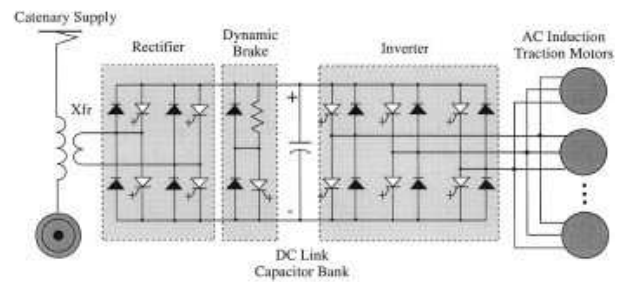 Catenary Supply
Rectifier
Dynamic
Brake
Inverter
AC Induction
Traction Motors
Xfr
+
-
DC Link
Capacitor Bank